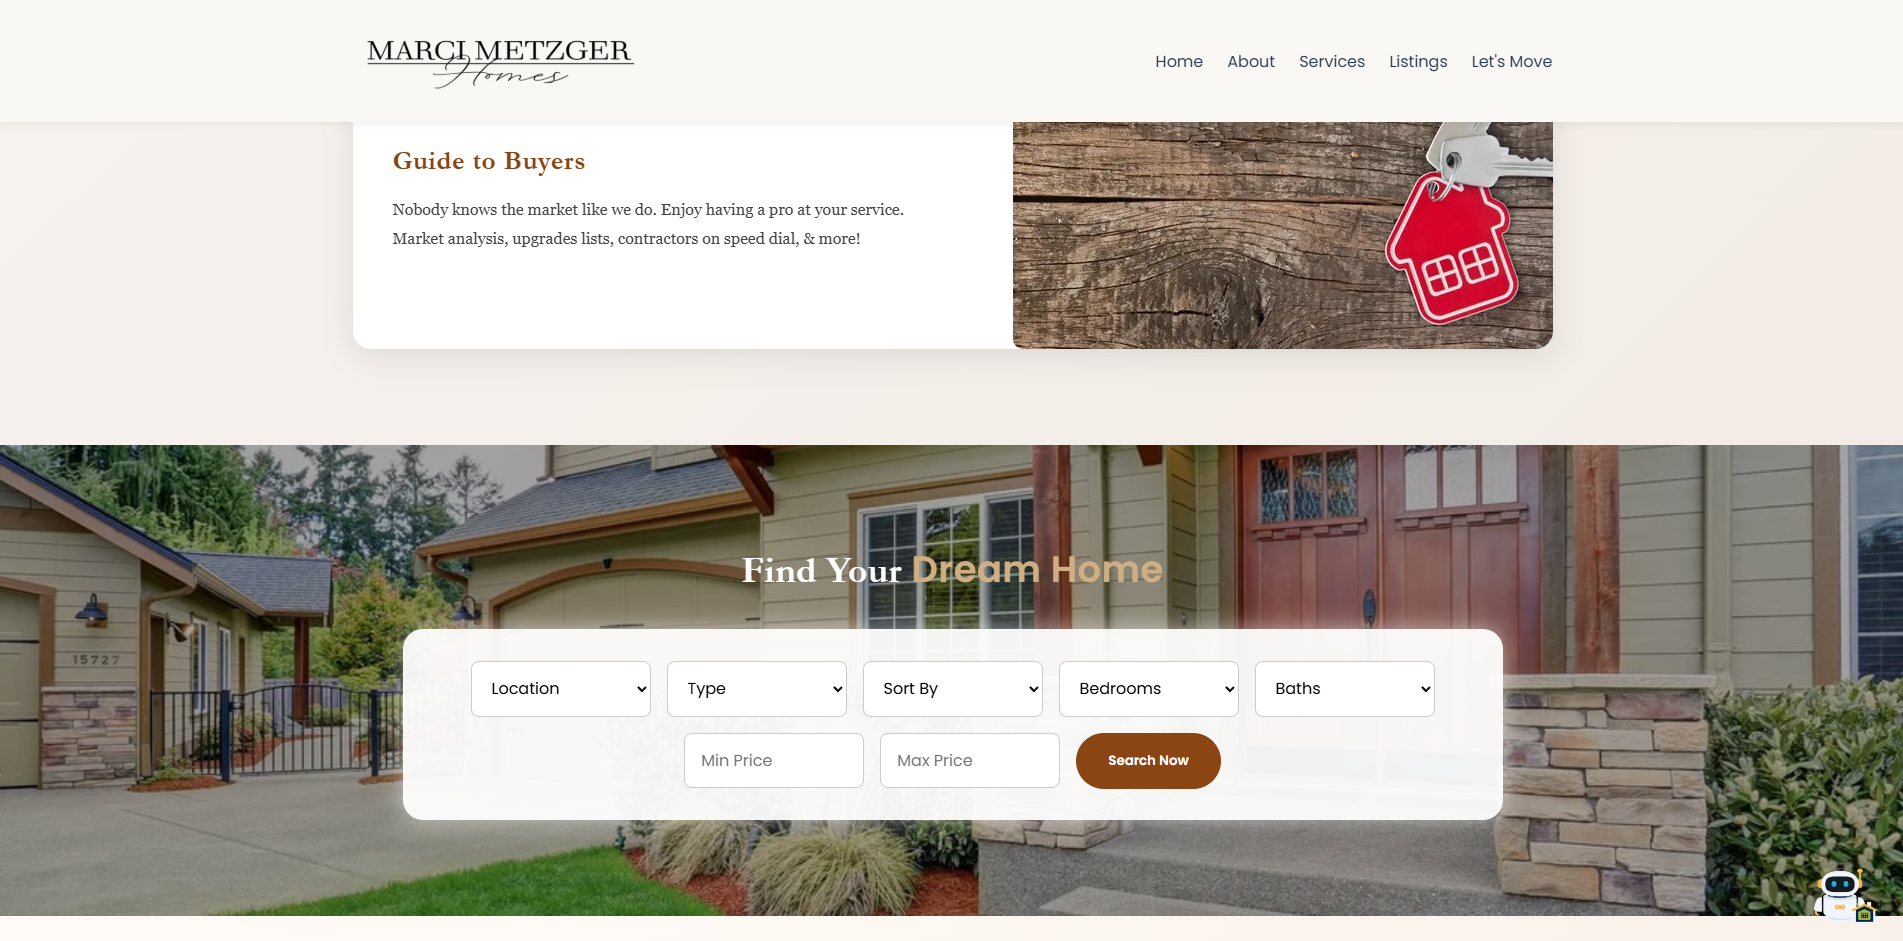 MARCI METZGER
Homes
Home About Services Listings Let's Move
Guide to Buyers
Nobody knows the market like we do. Enjoy having a pro at your service.
Market analysis, upgrades lists, contractors on speed dial, & more!
Find Your Dream Home
15727
Location Type Sort By Bedrooms Baths
Min Price Max Price Search Now